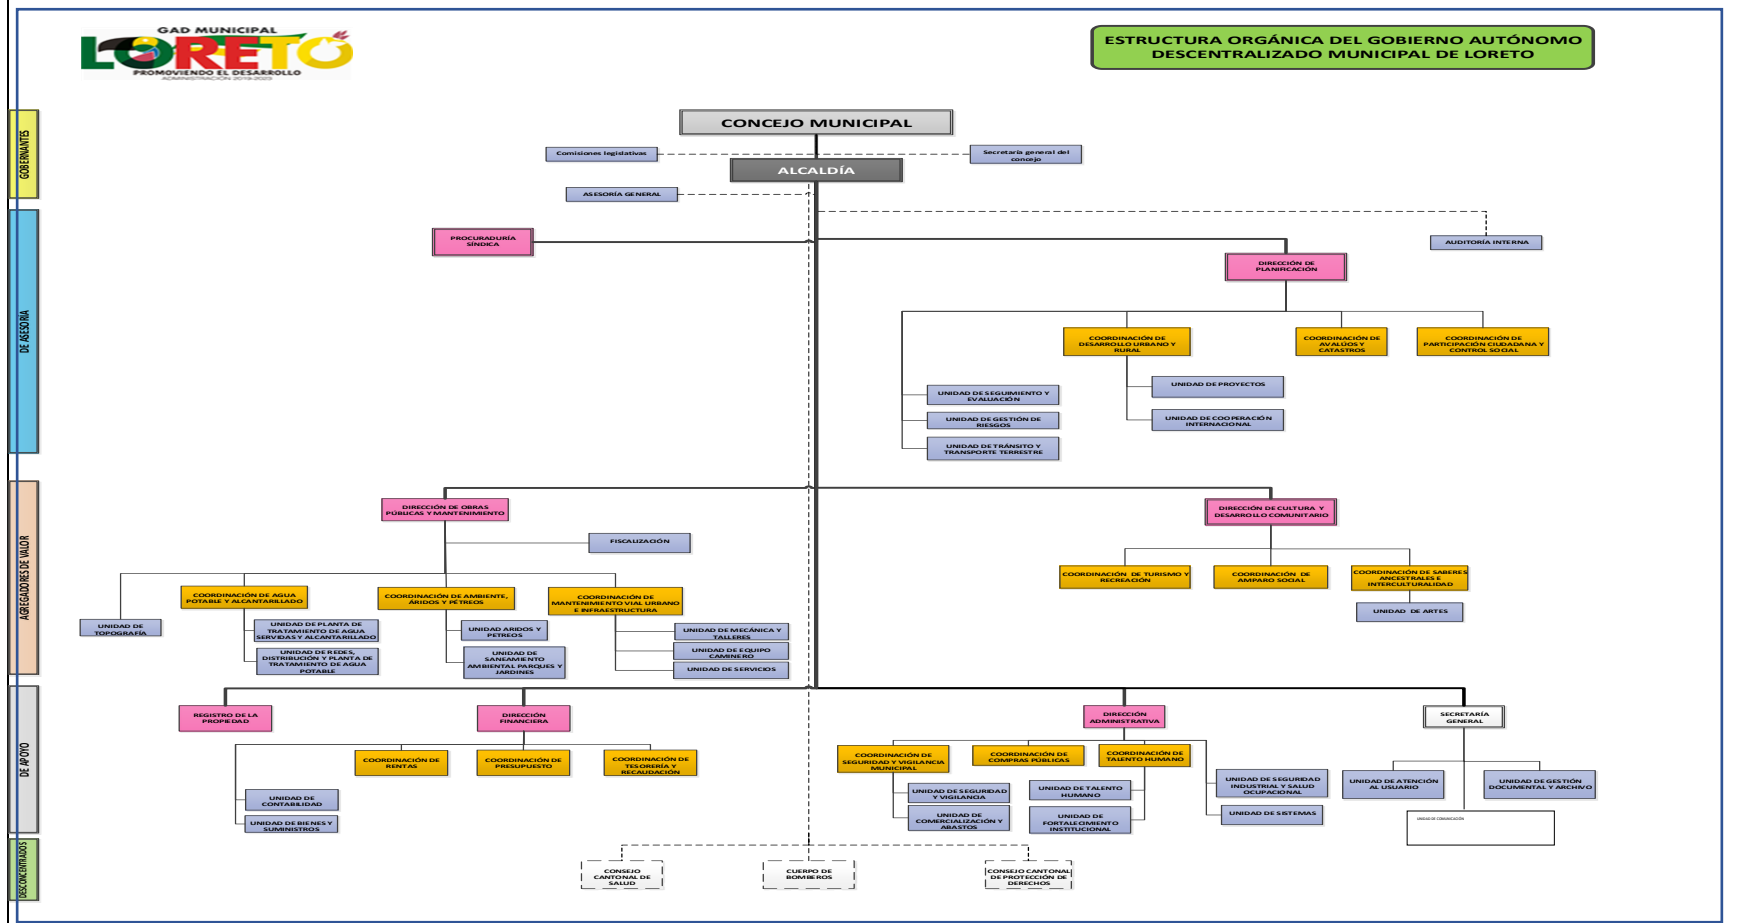 GAD MUNICIPAL
LORETO
PROMOVIENDO EL DESARROLLO
ADMINISTRACIÓN 2019-2023
ESTRUCTURA ORGÁNICA DEL GOBIERNO AUTÓNOMO
DESCENTRALIZADO MUNICIPAL DE LORETO
GOBERNANTES
CONCEJO MUNICIPAL
Comisiones legislativas
Secretaría general del
concejo
ALCALDÍA
ASESORÍA GENERAL
DE ASESORÍA
PROCURADURÍA
SÍNDICA
AUDITORÍA INTERNA
DIRECCIÓN DE
PLANIFICACIÓN
COORDINACIÓN DE
DESARROLLO URBANO Y
RURAL
COORDINACIÓN DE
AVALÚOS Y
CATASTROS
COORDINACIÓN DE
PARTICIPACIÓN CIUDADANA Y
CONTROL SOCIAL
UNIDAD DE SEGUIMIENTO Y
EVALUACIÓN
UNIDAD DE GESTIÓN DE
RIESGOS
UNIDAD DE TRÁNSITO Y
TRANSPORTE TERRESTRE
UNIDAD DE PROYECTOS
UNIDAD DE COOPERACIÓN
INTERNACIONAL
AGREGADORES DE VALOR
DIRECCIÓN DE OBRAS
PÚBLICAS Y MANTENIMIENTO
DIRECCIÓN DE CULTURA Y
DESARROLLO COMUNITARIO
FISCALIZACIÓN
COORDINACIÓN DE AGUA
POTABLE Y ALCANTARILLADO
COORDINACIÓN DE AMBIENTE,
ÁRIDOS Y PÉTREOS
COORDINACIÓN DE
MANTENIMIENTO VIAL URBANO
E INFRAESTRUCTURA
COORDINACIÓN DE TURISMO Y
RECREACIÓN
COORDINACIÓN DE
AMPARO SOCIAL
COORDINACIÓN DE SABERES
ANCESTRALES E
INTERCULTURALIDAD
UNIDAD DE ARTES
UNIDAD DE
TOPOGRAFÍA
UNIDAD DE PLANTA DE
TRATAMIENTO DE AGUA
SERVIDAS Y ALCANTARILLADO
UNIDAD DE REDES,
DISTRIBUCIÓN Y PLANTA DE
TRATAMIENTO DE AGUA
POTABLE
UNIDAD ARIDOS Y
PETREOS
UNIDAD DE
SANEAMIENTO
AMBIENTAL PARQUES Y
JARDINES
UNIDAD DE MECÁNICA Y
TALLERES
UNIDAD DE EQUIPO
CAMINERO
UNIDAD DE SERVICIOS
DE APOYO
REGISTRO DE LA
PROPIEDAD
DIRECCIÓN
FINANCIERA
DIRECCIÓN
ADMINISTRATIVA
SECRETARÍA
GENERAL
COORDINACIÓN DE
RENTAS
COORDINACIÓN DE
PRESUPUESTO
COORDINACIÓN DE
TESORERÍA Y
RECAUDACIÓN
UNIDAD DE
CONTABILIDAD
UNIDAD DE BIENES Y
SUMINISTROS
COORDINACIÓN DE
SEGURIDAD Y VIGILANCIA
MUNICIPAL
COORDINACIÓN DE
COMPRAS PÚBLICAS
COORDINACIÓN DE
TALENTO HUMANO
UNIDAD DE SEGURIDAD
Y VIGILANCIA
UNIDAD DE
COMERCIALIZACIÓN Y
ABASTOS
UNIDAD DE TALENTO
HUMANO
UNIDAD DE
FORTALECIMIENTO
INSTITUCIONAL
UNIDAD DE SEGURIDAD
INDUSTRIAL Y SALUD
OCUPACIONAL
UNIDAD DE SISTEMAS
UNIDAD DE ATENCIÓN
AL USUARIO
UNIDAD DE GESTIÓN
DOCUMENTAL Y ARCHIVO
UNIDAD DE COMUNICACIÓN
DESCONCENTRADOS
CONSEJO
CANTONAL DE
SALUD
CUERPO DE
BOMBEROS
CONSEJO CANTONAL
DE PROTECCIÓN DE
DERECHOS